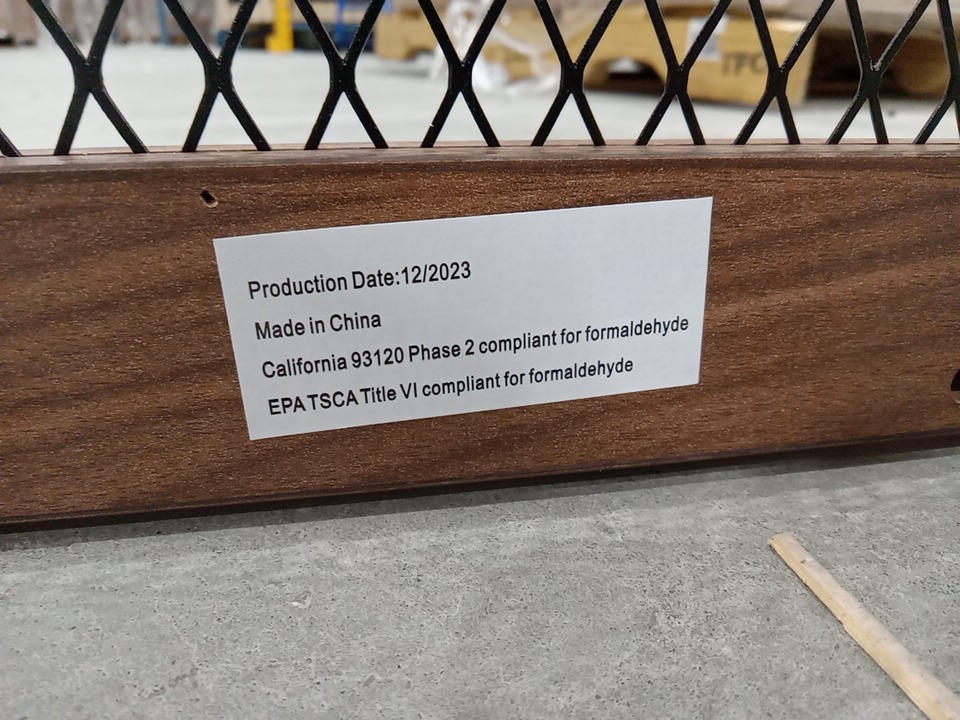 Production Date:12/2023
Made in China
California 93120 Phase 2 compliant for formaldehyde
EPA TSCA Title VI compliant for formaldehyde